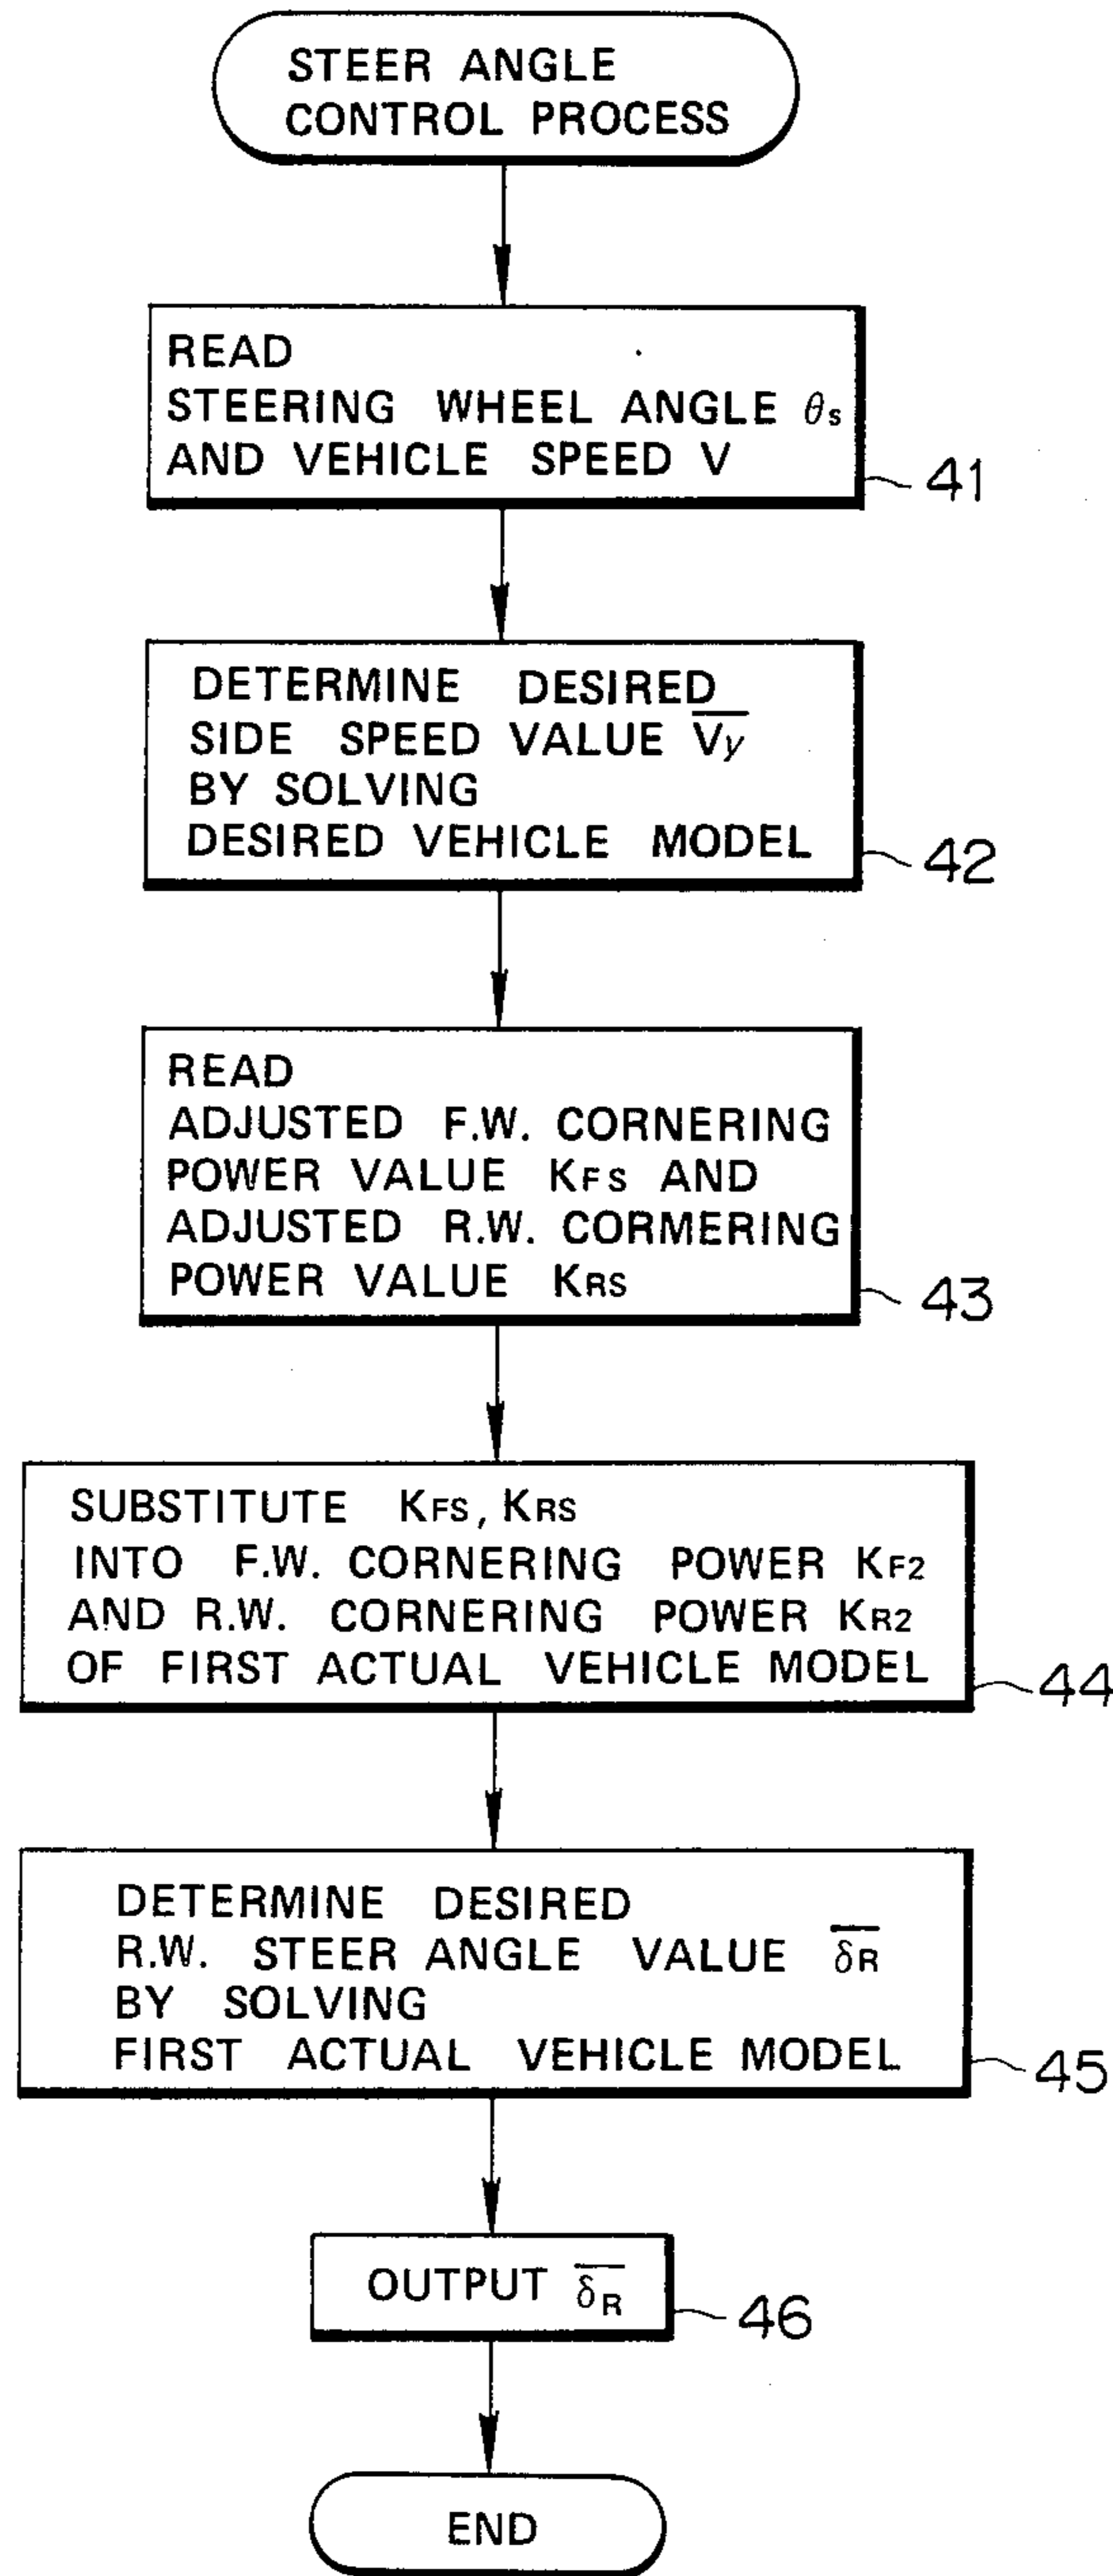 STEER ANGLE
CONTROL PROCESS
READ
STEERING WHEEL ANGLE θs
AND VEHICLE SPEED V
41
DETERMINE DESIRED
SIDE SPEED VALUE V̅y̅
BY SOLVING
DESIRED VEHICLE MODEL
42
READ
ADJUSTED F.W. CORNERING
POWER VALUE KFS AND
ADJUSTED R.W. CORMERING
POWER VALUE KRS
43
SUBSTITUTE KFS, KRS
INTO F.W. CORNERING POWER KF2
AND R.W. CORNERING POWER KR2
OF FIRST ACTUAL VEHICLE MODEL
44
DETERMINE DESIRED
R.W. STEER ANGLE VALUE δ̅R̅
BY SOLVING
FIRST ACTUAL VEHICLE MODEL
45
OUTPUT δ̅R̅
46
END